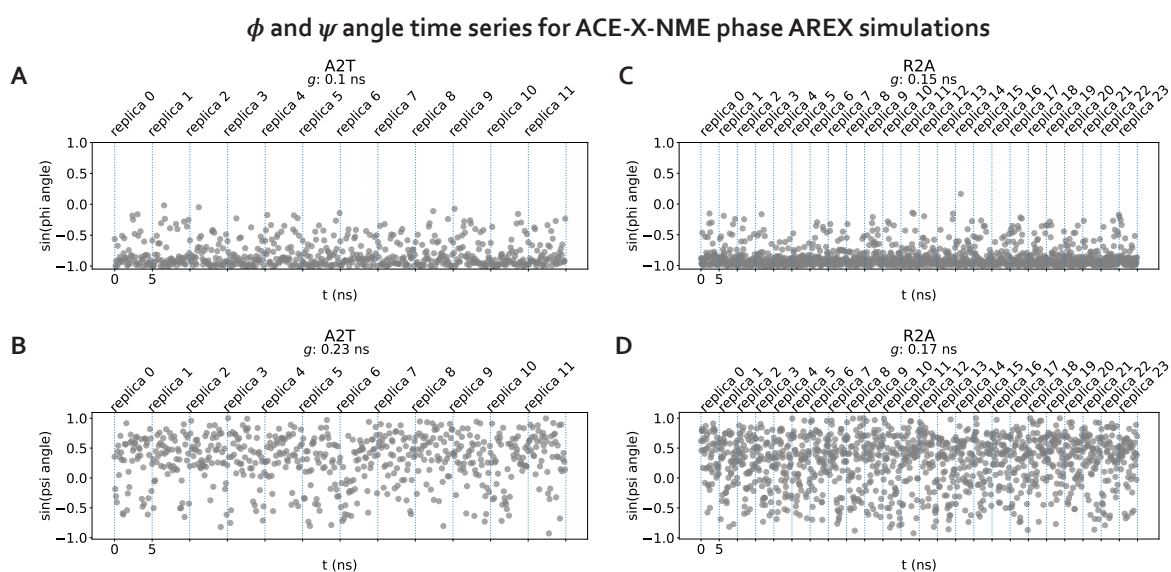 ϕ and ψ angle time series for ACE-X-NME phase AREX simulations
A
A2T
g: 0.1 ns
replica 0 replica 1 replica 2 replica 3 replica 4 replica 5 replica 6 replica 7 replica 8 replica 9 replica 10 replica 11
sin(phi angle)
1.0
0.5
0.0
−0.5
−1.0
0 5
t (ns)
C
R2A
g: 0.15 ns
replica 0 replica 1 replica 2 replica 3 replica 4 replica 5 replica 6 replica 7 replica 8 replica 9 replica 10 replica 11 replica 12 replica 13 replica 14 replica 15 replica 16 replica 17 replica 18 replica 19 replica 20 replica 21 replica 22 replica 23
sin(phi angle)
1.0
0.5
0.0
−0.5
−1.0
0 5
t (ns)
B
A2T
g: 0.23 ns
replica 0 replica 1 replica 2 replica 3 replica 4 replica 5 replica 6 replica 7 replica 8 replica 9 replica 10 replica 11
sin(psi angle)
1.0
0.5
0.0
−0.5
−1.0
0 5
t (ns)
D
R2A
g: 0.17 ns
replica 0 replica 1 replica 2 replica 3 replica 4 replica 5 replica 6 replica 7 replica 8 replica 9 replica 10 replica 11 replica 12 replica 13 replica 14 replica 15 replica 16 replica 17 replica 18 replica 19 replica 20 replica 21 replica 22 replica 23
sin(psi angle)
1.0
0.5
0.0
−0.5
−1.0
0 5
t (ns)